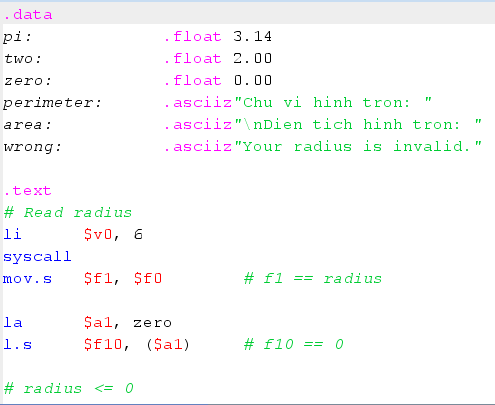 .data
pi: .float 3.14
two: .float 2.00
zero: .float 0.00
perimeter: .asciiz"Chu vi hinh tron: "
area: .asciiz"\nDien tich hinh tron: "
wrong: .asciiz"Your radius is invalid."
.text
# Read radius
li $v0, 6
syscall
mov.s $f1, $f0 # f1 == radius
la $a1, zero
l.s $f10, ($a1) # f10 == 0
# radius <= 0